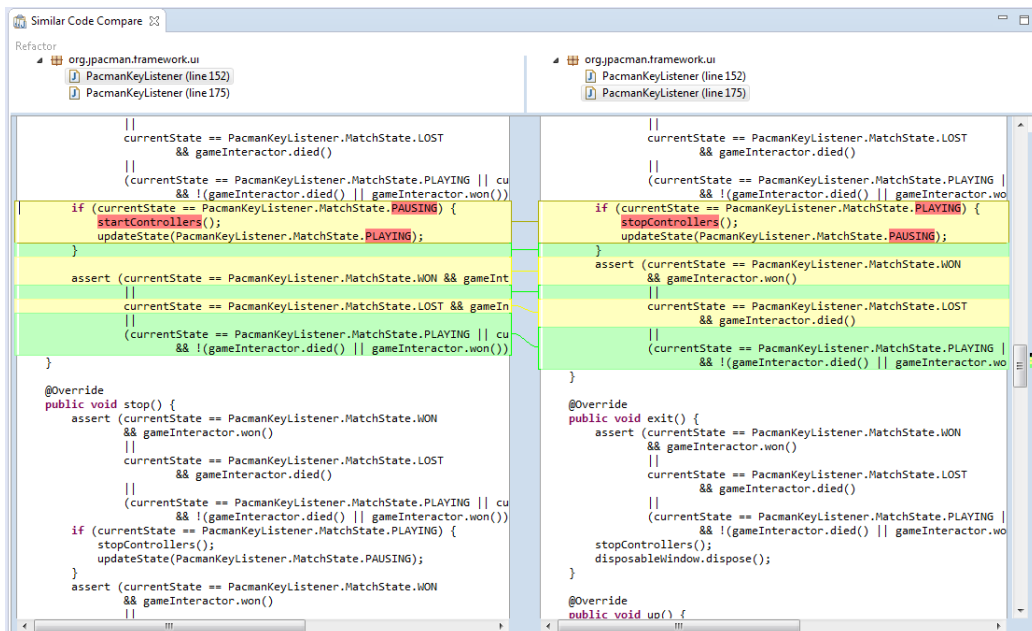 Similar Code Compare
Refactor
org.jpacman.framework.ui
PacmanKeyListener (line 152)
PacmanKeyListener (line 175)
org.jpacman.framework.ui
PacmanKeyListener (line 152)
PacmanKeyListener (line 175)
||
currentState == PacmanKeyListener.MatchState.LOST
&& gameInteractor.died()
||
(currentState == PacmanKeyListener.MatchState.PLAYING || cu
&& !(gameInteractor.died() || gameInteractor.won())
if (currentState == PacmanKeyListener.MatchState.PAUSING) {
startControllers();
updateState(PacmanKeyListener.MatchState.PLAYING);
}
assert (currentState == PacmanKeyListener.MatchState.WON && gameInt
||
currentState == PacmanKeyListener.MatchState.LOST && gameIn
||
(currentState == PacmanKeyListener.MatchState.PLAYING || cu
&& !(gameInteractor.died() || gameInteractor.won())
}
@Override
public void stop() {
assert (currentState == PacmanKeyListener.MatchState.WON
&& gameInteractor.won()
||
currentState == PacmanKeyListener.MatchState.LOST
&& gameInteractor.died()
||
(currentState == PacmanKeyListener.MatchState.PLAYING || cu
&& !(gameInteractor.died() || gameInteractor.won())
if (currentState == PacmanKeyListener.MatchState.PLAYING) {
stopControllers();
updateState(PacmanKeyListener.MatchState.PAUSING);
}
assert (currentState == PacmanKeyListener.MatchState.WON
&& gameInteractor.won()
||
||
currentState == PacmanKeyListener.MatchState.LOST
&& gameInteractor.died()
||
(currentState == PacmanKeyListener.MatchState.PLAYING |
&& !(gameInteractor.died() || gameInteractor.wo
if (currentState == PacmanKeyListener.MatchState.PLAYING) {
stopControllers();
updateState(PacmanKeyListener.MatchState.PAUSING);
}
assert (currentState == PacmanKeyListener.MatchState.WON
&& gameInteractor.won()
||
currentState == PacmanKeyListener.MatchState.LOST
&& gameInteractor.died()
||
(currentState == PacmanKeyListener.MatchState.PLAYING |
&& !(gameInteractor.died() || gameInteractor.wo
}
@Override
public void exit() {
assert (currentState == PacmanKeyListener.MatchState.WON
&& gameInteractor.won()
||
currentState == PacmanKeyListener.MatchState.LOST
&& gameInteractor.died()
||
(currentState == PacmanKeyListener.MatchState.PLAYING |
&& !(gameInteractor.died() || gameInteractor.wo
stopControllers();
disposableWindow.dispose();
}
@Override
public void up() {